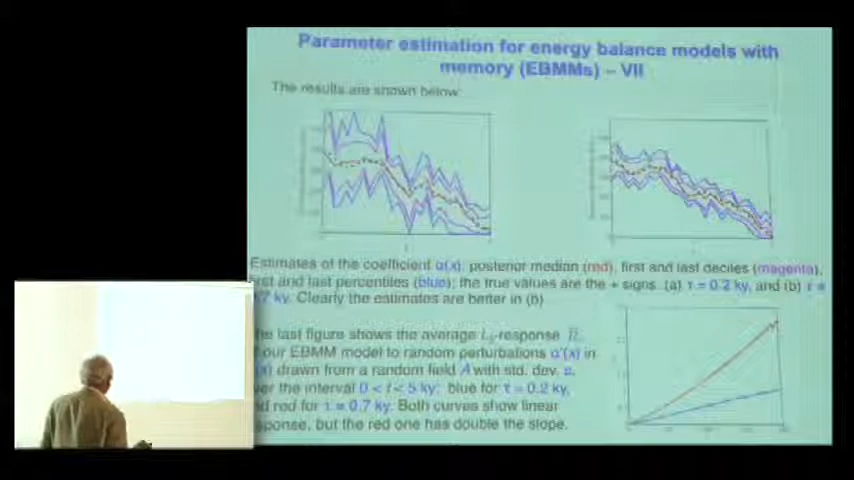 Parameter estimation for energy balance models with
memory (EBMMs) – VII
The results are shown below
Estimates of the coefficient α(x): posterior median (red), first and last deciles (magenta),
first and last percentiles (blue); the true values are the + signs. (a) τ = 0.2 ky, and (b) τ =
.7 ky. Clearly the estimates are better in (b)
he last figure shows the average -response
f our EBMM model to random perturbations α'(x) in
(x) drawn from a random field A with std. dev.
ver the interval 0 < t < 5 ky; blue for τ = 0.2 ky,
nd red for τ = 0.7 ky. Both curves show linear
sponse, but the red one has double the slope.